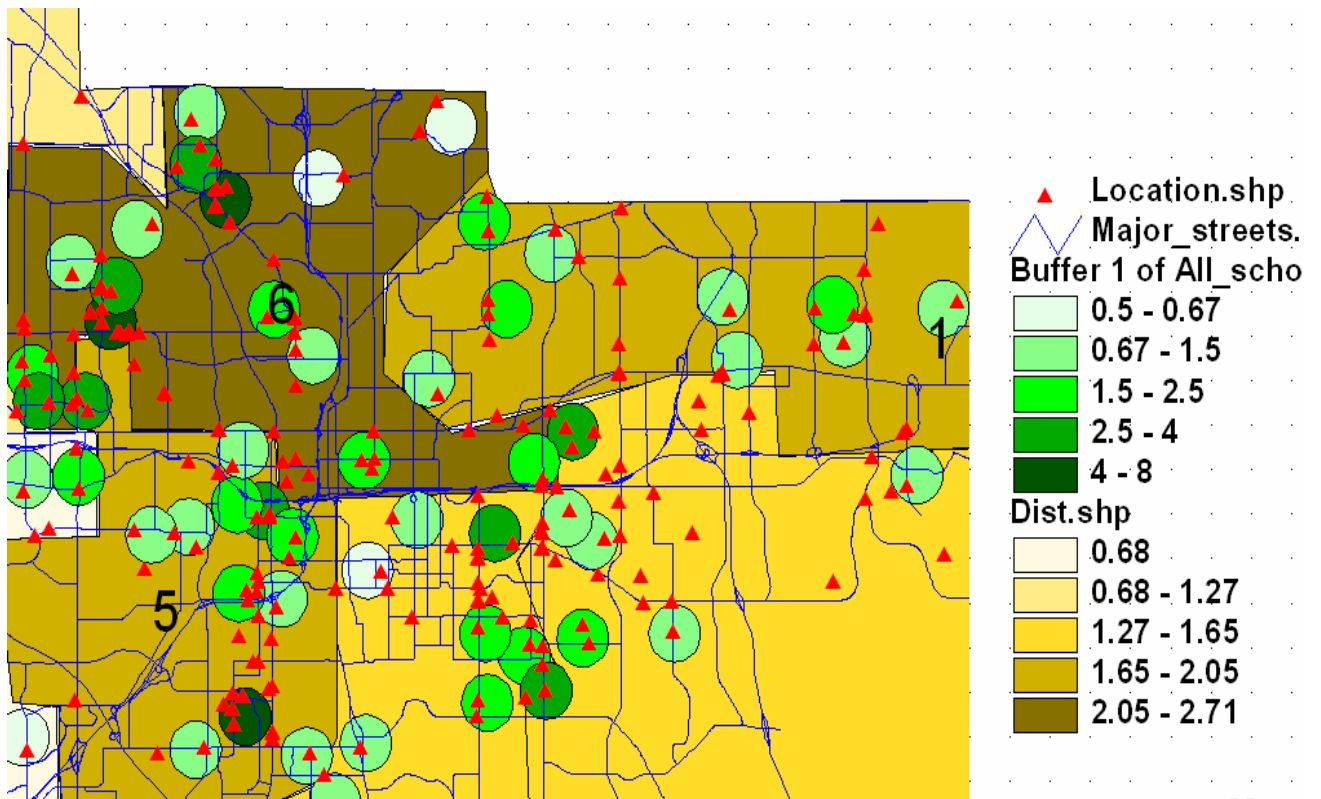 6
1
5
Location.shp
Major_streets.
Buffer 1 of All_scho
0.5 - 0.67
0.67 - 1.5
1.5 - 2.5
2.5 - 4
4 - 8
Dist.shp
0.68
0.68 - 1.27
1.27 - 1.65
1.65 - 2.05
2.05 - 2.71